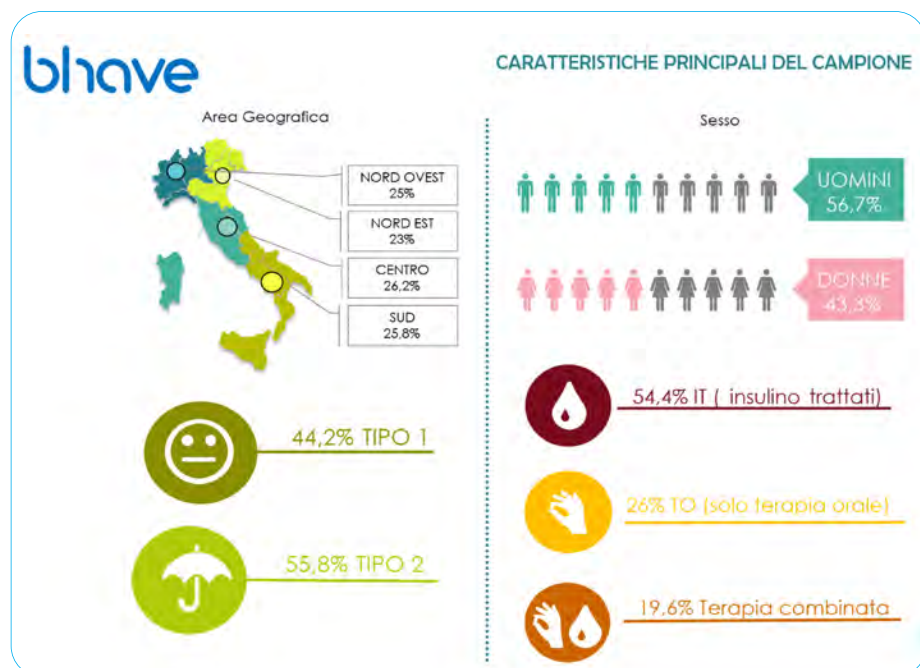 bhave
CARATTERISTICHE PRINCIPALI DEL CAMPIONE
Area Geografica
NORD OVEST
25%
NORD EST
23%
CENTRO
26,2%
SUD
25,8%
44,2% TIPO 1
55,8% TIPO 2
Sesso
UOMINI
56,7%
DONNE
43,3%
54,4% IT ( insulino trattati)
26% TO (solo terapia orale)
19,6% Terapia combinata